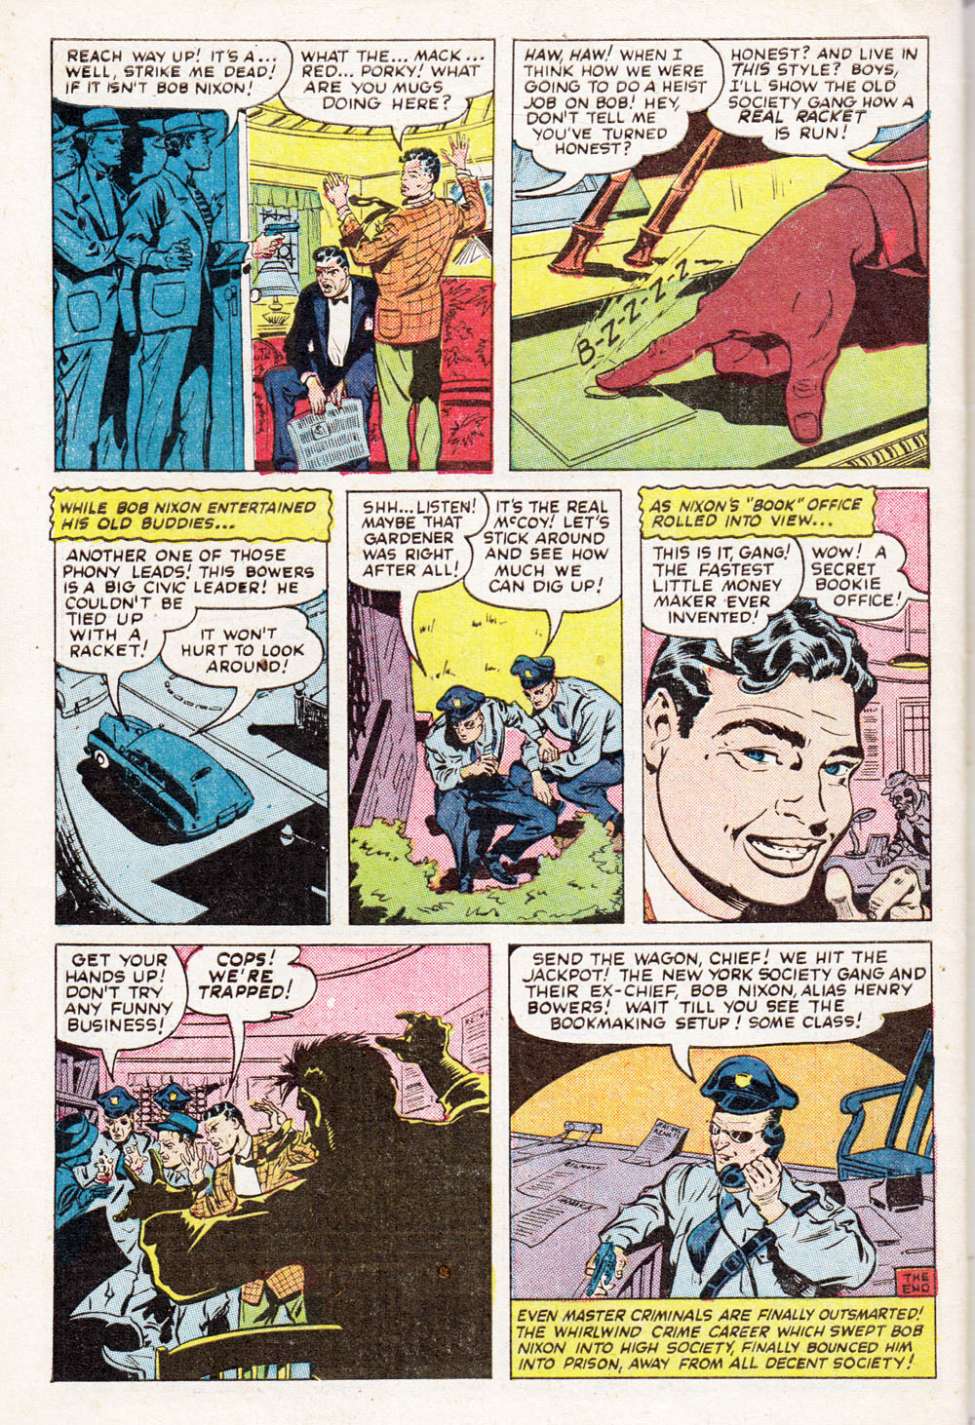 REACH WAY UP! IT'S A...
WELL, STRIKE ME DEAD!
IF IT ISN'T BOB NIXON!
WHAT THE... MACK...
RED... PORKY! WHAT
ARE YOU MUGS
DOING HERE?
HAW, HAW! WHEN I
THINK HOW WE WERE
GOING TO DO A HEIST
JOB ON BOB! HEY,
DON'T TELL ME
YOU'VE TURNED
HONEST?
HONEST? AND LIVE IN
THIS STYLE? BOYS,
I'LL SHOW THE OLD
SOCIETY GANG HOW A
REAL RACKET
IS RUN!
B-Z-Z-Z-Z-
WHILE BOB NIXON ENTERTAINED
HIS OLD BUDDIES...
ANOTHER ONE OF THOSE
PHONY LEADS! THIS BOWERS
IS A BIG CIVIC LEADER! HE
COULDN'T BE
TIED UP
WITH A
RACKET!
IT WON'T
HURT TO LOOK
AROUND!
SHH...LISTEN!
MAYBE THAT
GARDENER
WAS RIGHT
AFTER ALL!
IT'S THE REAL
McCOY! LET'S
STICK AROUND
AND SEE HOW
MUCH WE
CAN DIG UP!
AS NIXON'S "BOOK" OFFICE
ROLLED INTO VIEW...
THIS IS IT, GANG!
THE FASTEST
LITTLE MONEY
MAKER EVER
INVENTED!
WOW! A
SECRET
BOOKIE
OFFICE!
GET YOUR
HANDS UP!
DON'T TRY
ANY FUNNY
BUSINESS!
COPS!
WE'RE
TRAPPED!
SEND THE WAGON, CHIEF! WE HIT THE
JACKPOT! THE NEW YORK SOCIETY GANG AND
THEIR EX-CHIEF, BOB NIXON, ALIAS HENRY
BOWERS! WAIT TILL YOU SEE THE
BOOKMAKING SETUP! SOME CLASS!
THE
END
EVEN MASTER CRIMINALS ARE FINALLY OUTSMARTED!
THE WHIRLWIND CRIME CAREER WHICH SWEPT BOB
NIXON INTO HIGH SOCIETY, FINALLY BOUNCED HIM
INTO PRISON, AWAY FROM ALL DECENT SOCIETY!